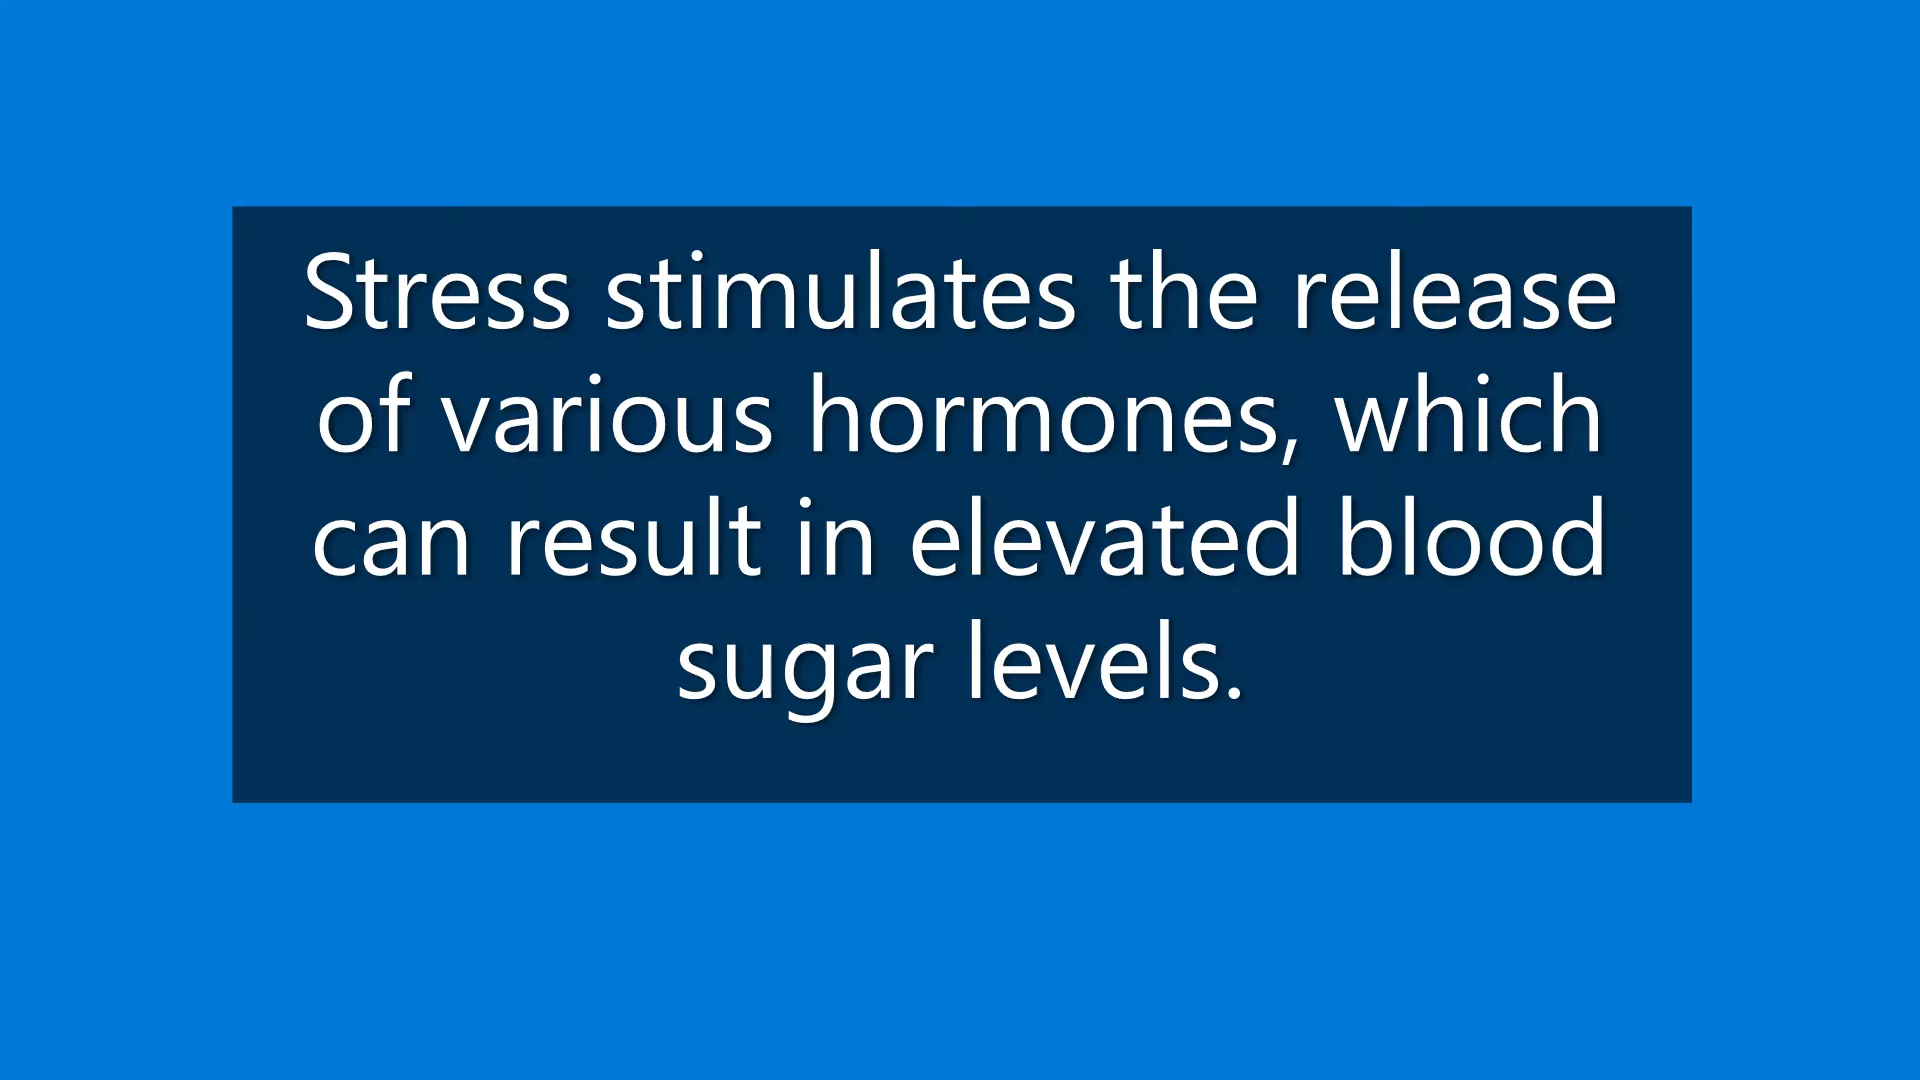 Stress stimulates the release
of various hormones, which
can result in elevated blood
sugar levels.